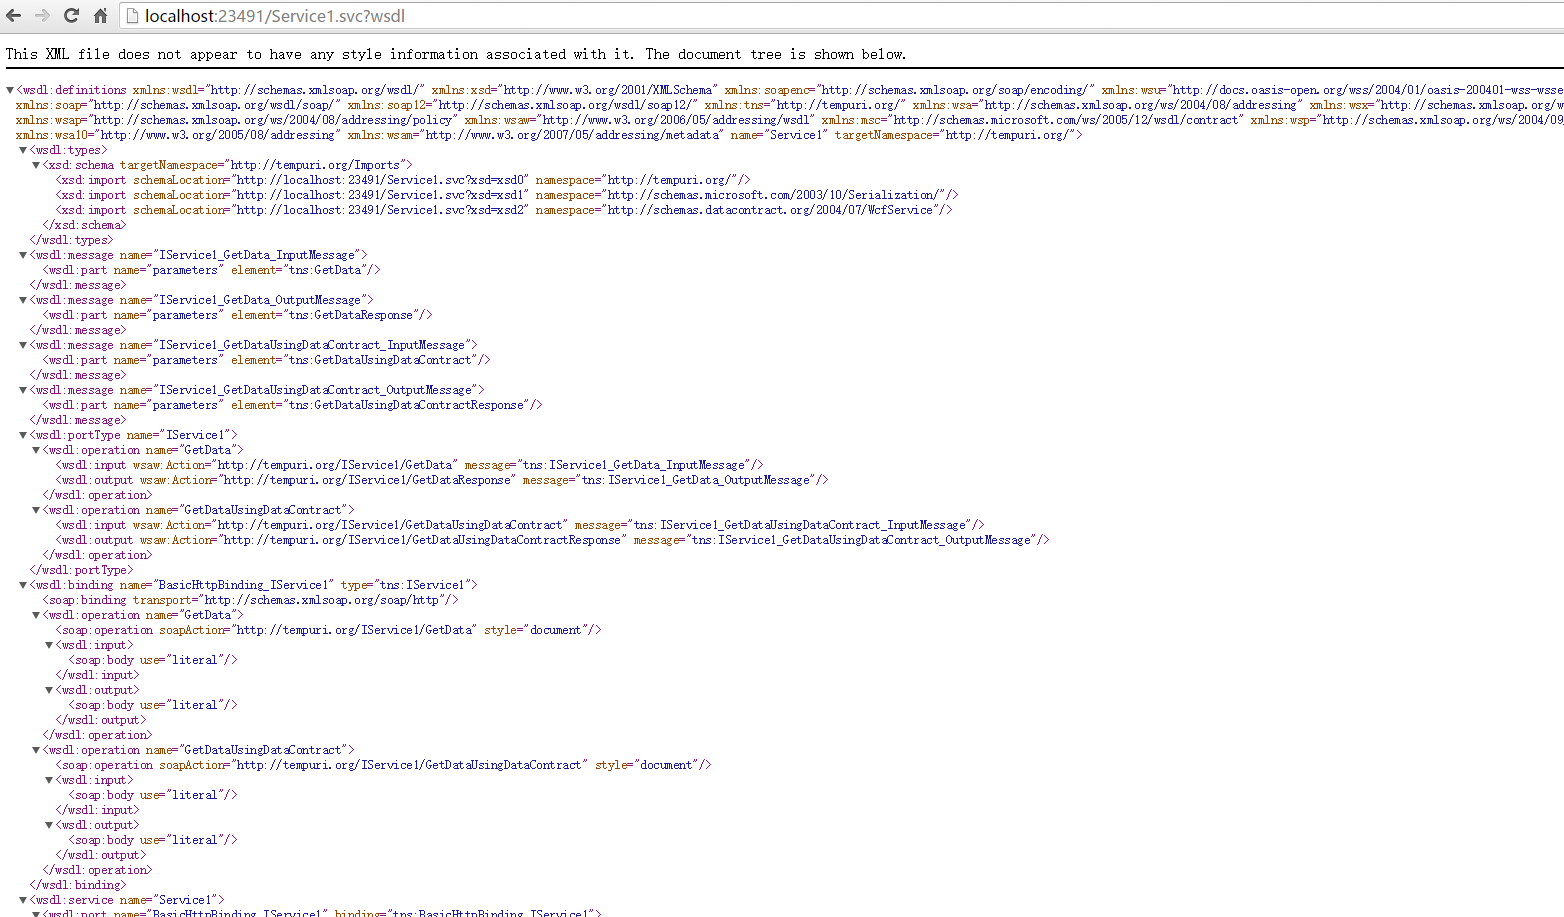 localhost:23491/Service1.svc?wsdl
This XML file does not appear to have any style information associated with it. The document tree is shown below.
▼<wsdl:definitions xmlns:wsdl="http://schemas.xmlsoap.org/wsdl/" xmlns:xsd="http://www.w3.org/2001/XMLSchema" xmlns:soapenc="http://schemas.xmlsoap.org/soap/encoding/" xmlns:wsu="http://docs.oasis-open.org/wss/2004/01/oasis-200401-wss-wsse
xmlns:soap="http://schemas.xmlsoap.org/wsdl/soap/" xmlns:soap12="http://schemas.xmlsoap.org/wsdl/soap12/" xmlns:tns="http://tempuri.org/" xmlns:wsa="http://schemas.xmlsoap.org/ws/2004/08/addressing" xmlns:wsx="http://schemas.xmlsoap.org/w
xmlns:wsap="http://schemas.xmlsoap.org/ws/2004/08/addressing/policy" xmlns:wsaw="http://www.w3.org/2006/05/addressing/wsdl" xmlns:msc="http://schemas.microsoft.com/ws/2005/12/wsdl/contract" xmlns:wsp="http://schemas.xmlsoap.org/ws/2004/09,
xmlns:wsa10="http://www.w3.org/2005/08/addressing" xmlns:wsam="http://www.w3.org/2007/05/addressing/metadata" name="Service1" targetNamespace="http://tempuri.org/">
▼<wsdl:types>
▼<xsd:schema targetNamespace="http://tempuri.org/Imports">
<xsd:import schemaLocation="http://localhost:23491/Service1.svc?xsd=xsd0" namespace="http://tempuri.org/"/>
<xsd:import schemaLocation="http://localhost:23491/Service1.svc?xsd=xsd1" namespace="http://schemas.microsoft.com/2003/10/Serialization/"/>
<xsd:import schemaLocation="http://localhost:23491/Service1.svc?xsd=xsd2" namespace="http://schemas.datacontract.org/2004/07/WcfService"/>
</xsd:schema>
</wsdl:types>
▼<wsdl:message name="IService1_GetData_InputMessage">
<wsdl:part name="parameters" element="tns:GetData"/>
</wsdl:message>
▼<wsdl:message name="IService1_GetData_OutputMessage">
<wsdl:part name="parameters" element="tns:GetDataResponse"/>
</wsdl:message>
▼<wsdl:message name="IService1_GetDataUsingDataContract_InputMessage">
<wsdl:part name="parameters" element="tns:GetDataUsingDataContract"/>
</wsdl:message>
▼<wsdl:message name="IService1_GetDataUsingDataContract_OutputMessage">
<wsdl:part name="parameters" element="tns:GetDataUsingDataContractResponse"/>
</wsdl:message>
▼<wsdl:portType name="IService1">
▼<wsdl:operation name="GetData">
<wsdl:input wsaw:Action="http://tempuri.org/IService1/GetData" message="tns:IService1_GetData_InputMessage"/>
<wsdl:output wsaw:Action="http://tempuri.org/IService1/GetDataResponse" message="tns:IService1_GetData_OutputMessage"/>
</wsdl:operation>
▼<wsdl:operation name="GetDataUsingDataContract">
<wsdl:input wsaw:Action="http://tempuri.org/IService1/GetDataUsingDataContract" message="tns:IService1_GetDataUsingDataContract_InputMessage"/>
<wsdl:output wsaw:Action="http://tempuri.org/IService1/GetDataUsingDataContractResponse" message="tns:IService1_GetDataUsingDataContract_OutputMessage"/>
</wsdl:operation>
</wsdl:portType>
▼<wsdl:binding name="BasicHttpBinding_IService1" type="tns:IService1">
<soap:binding transport="http://schemas.xmlsoap.org/soap/http"/>
▼<wsdl:operation name="GetData">
<soap:operation soapAction="http://tempuri.org/IService1/GetData" style="document"/>
▼<wsdl:input>
<soap:body use="literal"/>
</wsdl:input>
▼<wsdl:output>
<soap:body use="literal"/>
</wsdl:output>
</wsdl:operation>
▼<wsdl:operation name="GetDataUsingDataContract">
<soap:operation soapAction="http://tempuri.org/IService1/GetDataUsingDataContract" style="document"/>
▼<wsdl:input>
<soap:body use="literal"/>
</wsdl:input>
▼<wsdl:output>
<soap:body use="literal"/>
</wsdl:output>
</wsdl:operation>
</wsdl:binding>
▼<wsdl:service name="Service1">
▼<wsdl:port name="BasicHttpBinding_IService1" binding="tns:BasicHttpBinding_IService1">